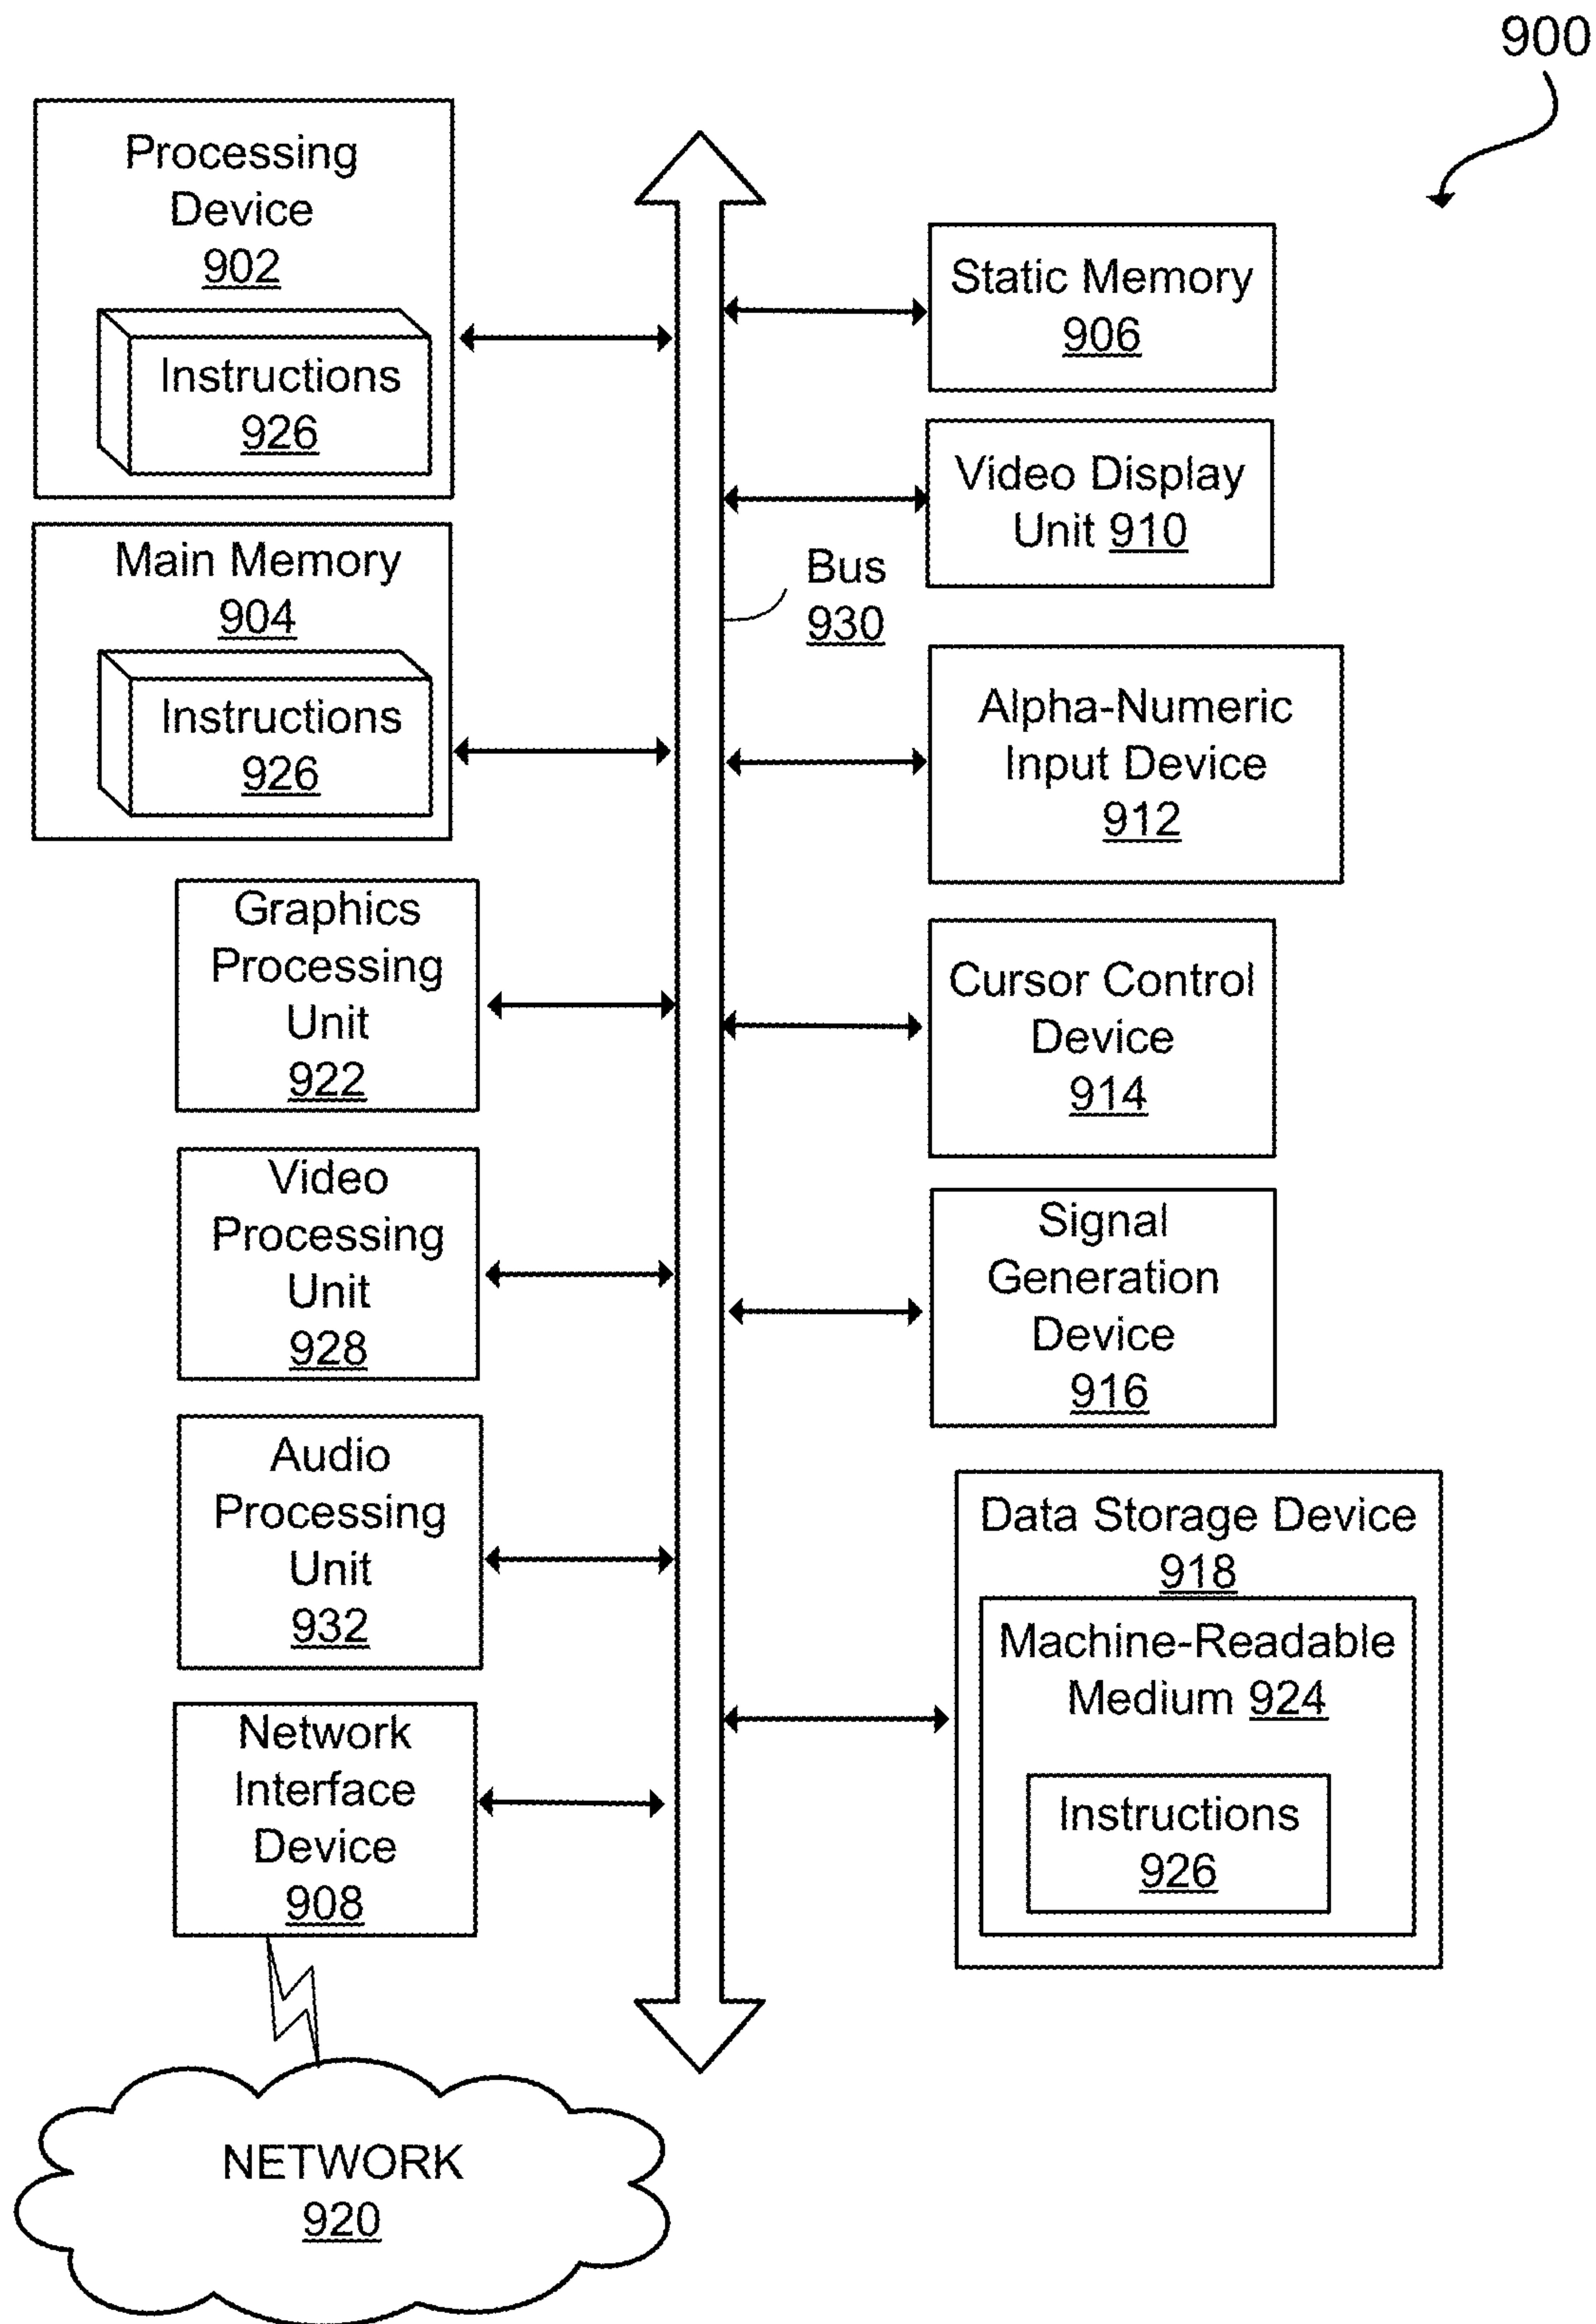 900
Processing
Device
902
Instructions
926
Main Memory
904
Instructions
926
Graphics
Processing
Unit
922
Video
Processing
Unit
928
Audio
Processing
Unit
932
Network
Interface
Device
908
NETWORK
920
Bus
930
Static Memory
906
Video Display
Unit 910
Alpha-Numeric
Input Device
912
Cursor Control
Device
914
Signal
Generation
Device
916
Data Storage Device
918
Machine-Readable
Medium 924
Instructions
926